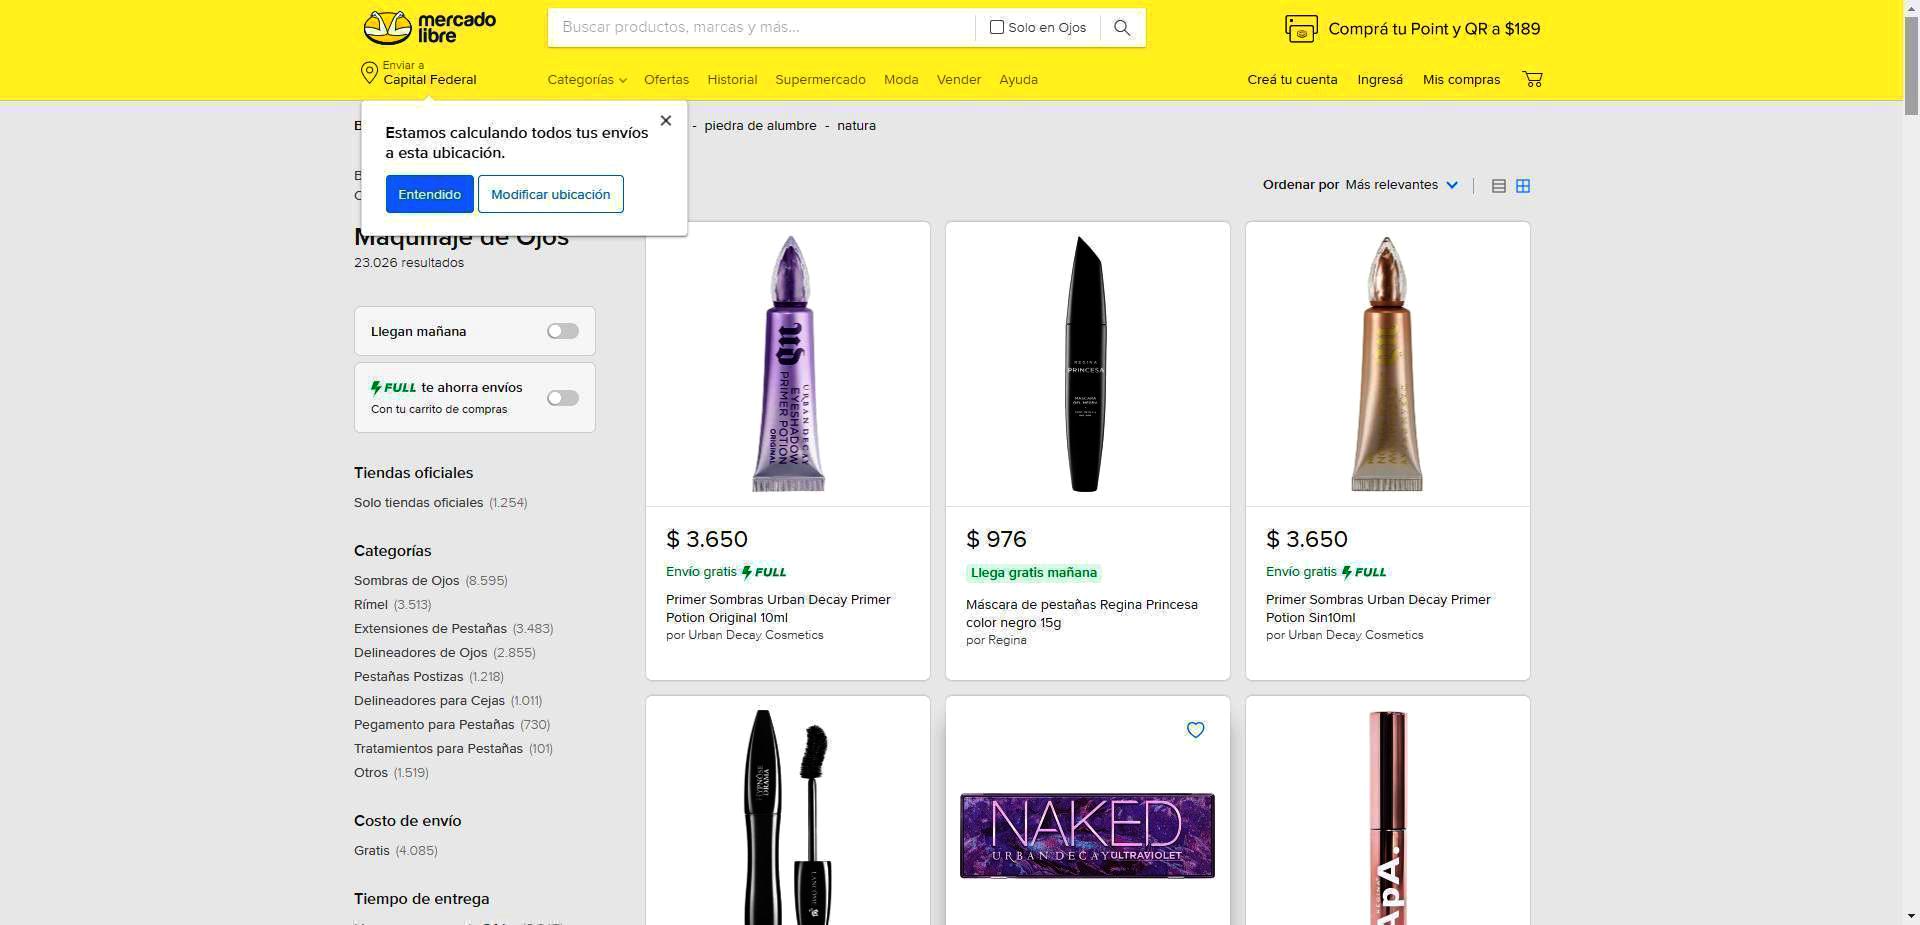 mercado
libre
Buscar productos, marcas y más...
Solo en Ojos
Comprá tu Point y QR a $189
Enviar a
Capital Federal
Categorías
Ofertas
Historial
Supermercado
Moda
Vender
Ayuda
Creá tu cuenta
Ingresá
Mis compras
Estamos calculando todos tus envíos
a esta ubicación.
Entendido
Modificar ubicación
- piedra de alumbre - natura
Ordenar por Más relevantes
Maquillaje de Ojos
23.026 resultados
Llegan mañana
FULL te ahorra envíos
Con tu carrito de compras
Tiendas oficiales
Solo tiendas oficiales (1.254)
Categorías
Sombras de Ojos (8.595)
Rímel (3.513)
Extensiones de Pestañas (3.483)
Delineadores de Ojos (2.855)
Pestañas Postizas (1.218)
Delineadores para Cejas (1.011)
Pegamento para Pestañas (730)
Tratamientos para Pestañas (101)
Otros (1.519)
Costo de envío
Gratis (4.085)
Tiempo de entrega
UD
URBAN DECAY
EYESHADOW
PRIMER POTION
ORIGINAL
$ 3.650
Envío gratis FULL
Primer Sombras Urban Decay Primer
Potion Original 10ml
por Urban Decay Cosmetics
REGINA
PRINCESA
$ 976
Llega gratis mañana
Máscara de pestañas Regina Princesa
color negro 15g
por Regina
$ 3.650
Envío gratis FULL
Primer Sombras Urban Decay Primer
Potion Sin10ml
por Urban Decay Cosmetics
HYPNÔSE
DRAMA
LANCÔME
NAKED
URBAN DECAY ULTRAVIOLET
REGINA